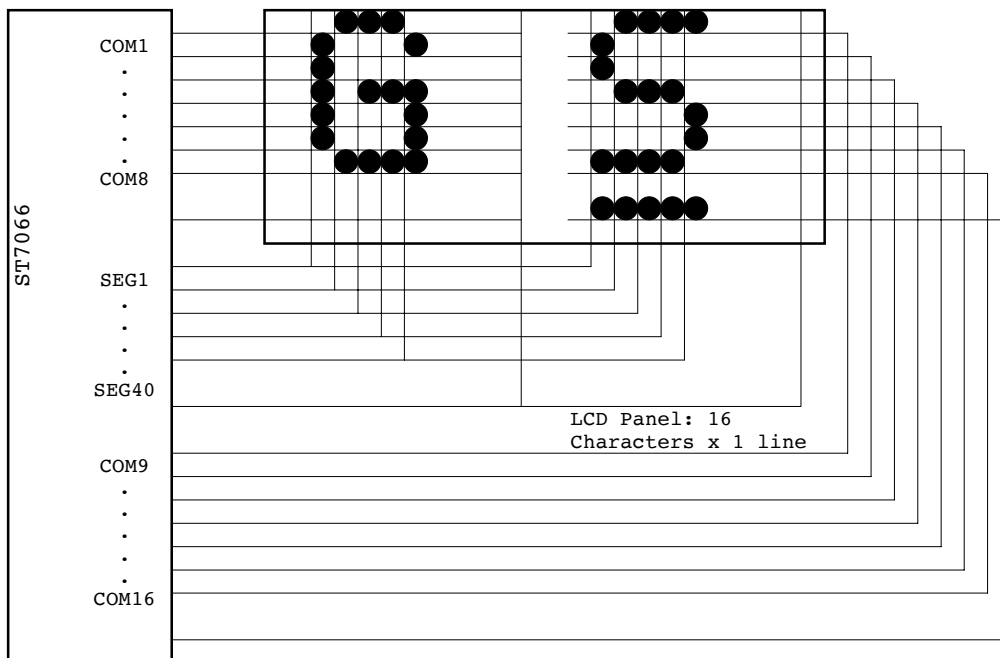 ST7066
COM1
COM8
SEG1
SEG40
COM9
COM16
G S
LCD Panel: 16
Characters x 1 line